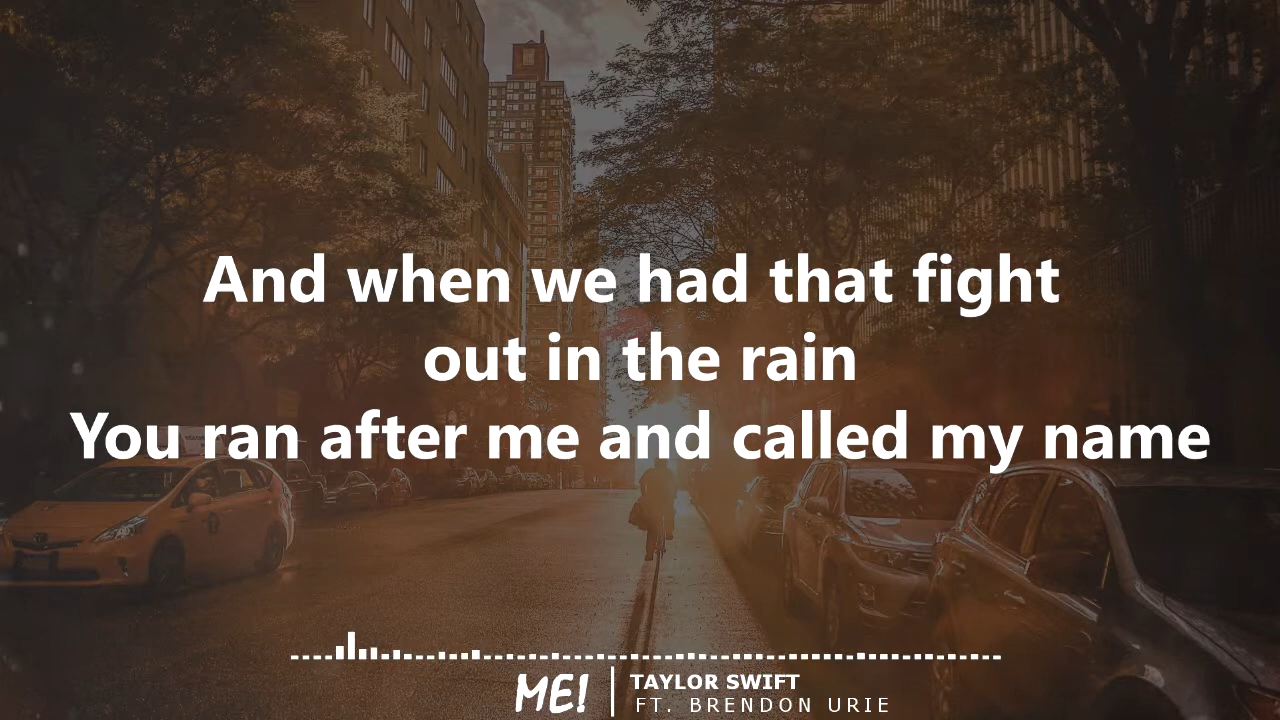 And when we had that fight
out in the rain
You ran after me and called my name
ME!
TAYLOR SWIFT
FT. BRENDON URIE